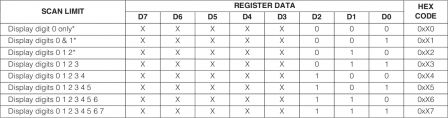 SCAN LIMIT REGISTER DATA HEX CODE
D7 D6 D5 D4 D3 D2 D1 D0
Display digit 0 only* X X X X X 0 0 0 0xX0
Display digits 0 & 1* X X X X X 0 0 1 0xX1
Display digits 0 1 2* X X X X X 0 1 0 0xX2
Display digits 0 1 2 3 X X X X X 0 1 1 0xX3
Display digits 0 1 2 3 4 X X X X X 1 0 0 0xX4
Display digits 0 1 2 3 4 5 X X X X X 1 0 1 0xX5
Display digits 0 1 2 3 4 5 6 X X X X X 1 1 0 0xX6
Display digits 0 1 2 3 4 5 6 7 X X X X X 1 1 1 0xX7